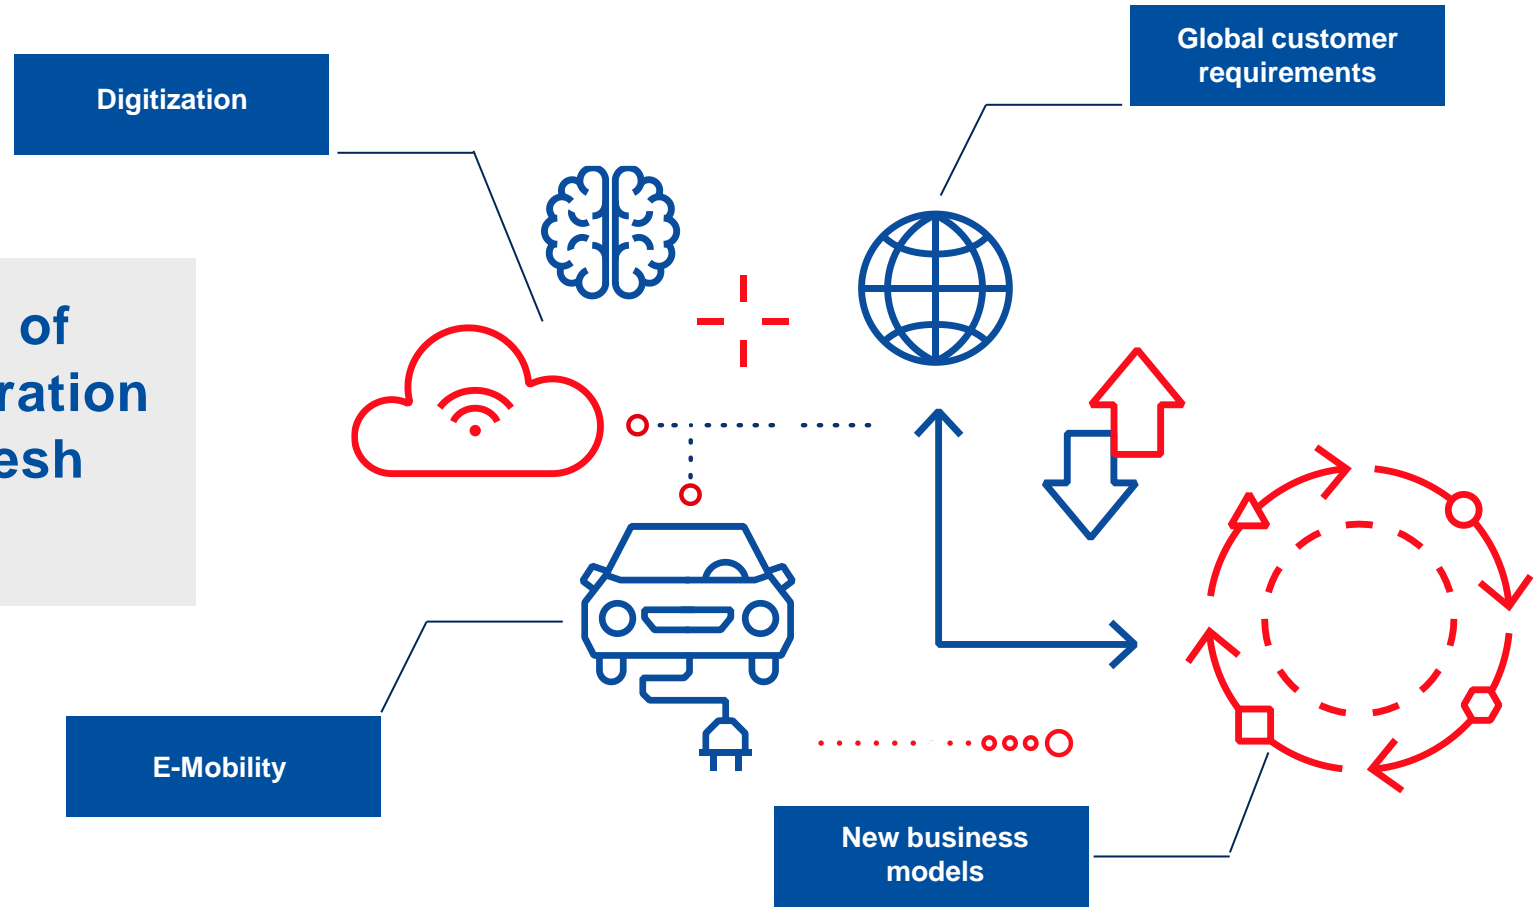 Global customer
requirements
Digitization
of
ration
esh
E-Mobility
New business
models